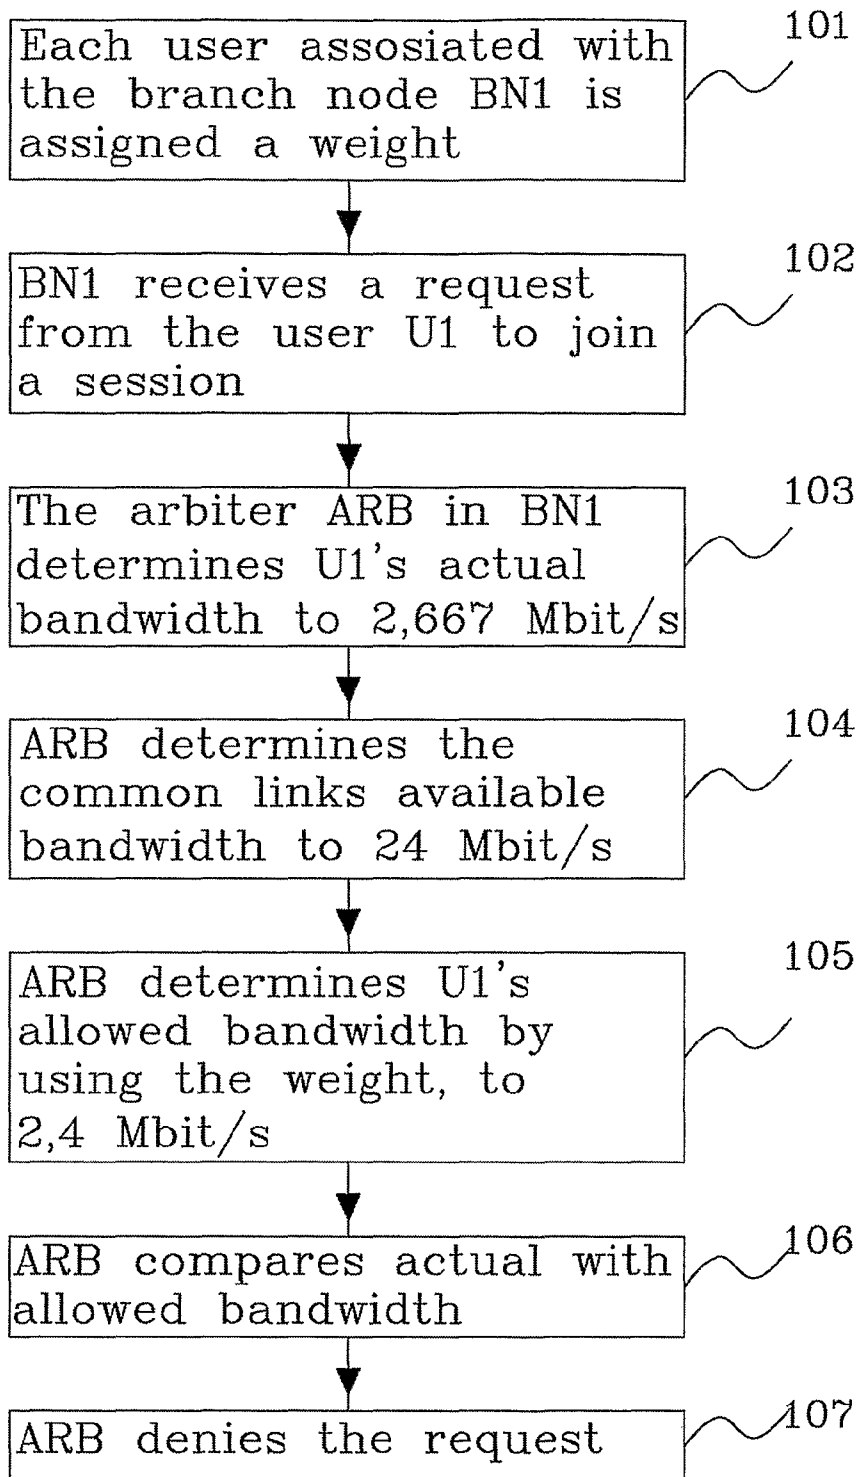 Each user assosiated with
the branch node BN1 is
assigned a weight
101
BN1 receives a request
from the user U1 to join
a session
102
The arbiter ARB in BN1
determines U1's actual
bandwidth to 2,667 Mbit/s
103
ARB determines the
common links available
bandwidth to 24 Mbit/s
104
ARB determines U1's
allowed bandwidth by
using the weight, to
2,4 Mbit/s
105
ARB compares actual with
allowed bandwidth
106
ARB denies the request
107